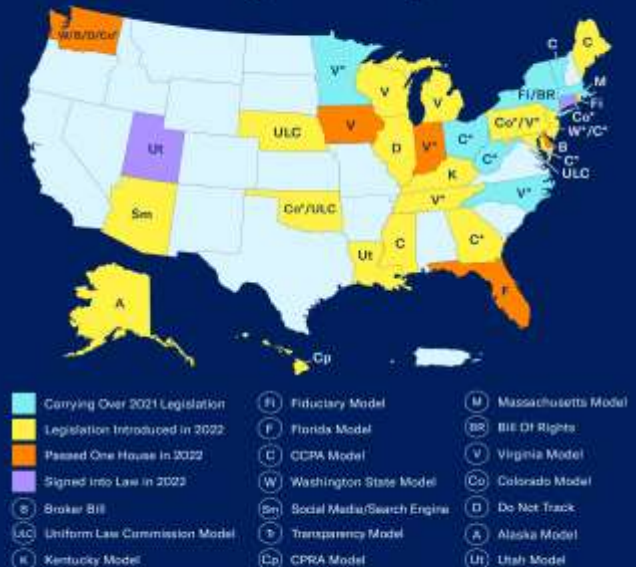 W/B/D/Co*
V*
V
V
C
C
M
Fi/BR
Fi
Co*
Co*/V*
W*/C*
B
C*
ULC
Ut
ULC
V
D
V*
C*
C*
K
Sm
Co*/ULC
V*
V*
Ut
C
C*
F
A
Cp
Carrying Over 2021 Legislation
Legislation Introduced in 2022
Passed One House in 2022
Signed into Law in 2022
B Broker Bill
ULC Uniform Law Commission Model
K Kentucky Model
Fi Fiduciary Model
F Florida Model
C CCPA Model
W Washington State Model
Sm Social Media/Search Engine
Tr Transparency Model
Cp CPRA Model
M Massachusetts Model
BR Bill Of Rights
V Virginia Model
Co Colorado Model
D Do Not Track
A Alaska Model
Ut Utah Model